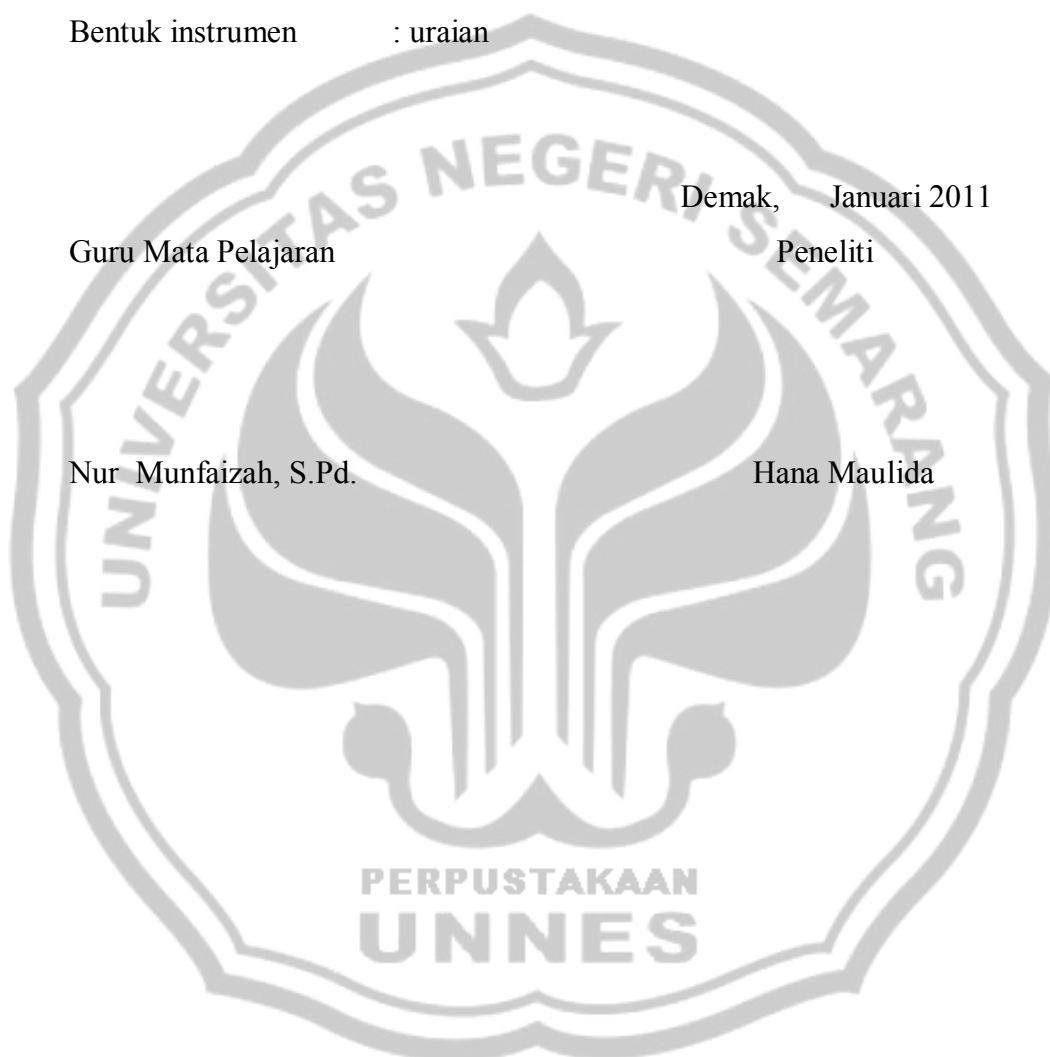 Bentuk instrumen : uraian
UNIVERSITAS NEGERI SEMARANG
Demak, Januari 2011
Guru Mata Pelajaran Peneliti
Nur Munfaizah, S.Pd. Hana Maulida
PERPUSTAKAAN
UNNES